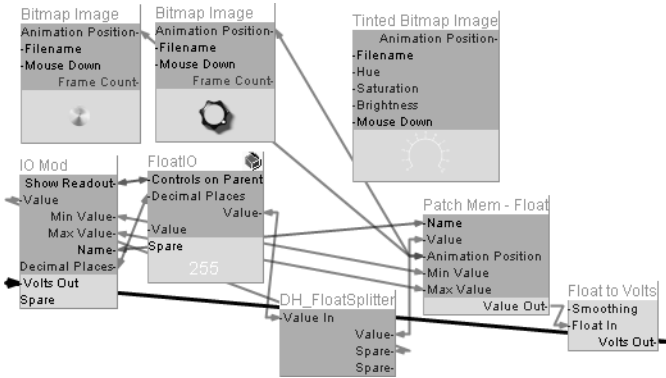 Bitmap Image
Animation Position
Filename
Mouse Down
Frame Count
Bitmap Image
Animation Position
Filename
Mouse Down
Frame Count
Tinted Bitmap Image
Animation Position
Filename
Hue
Saturation
Brightness
Mouse Down
IO Mod
Show Readout
Value
Min Value
Max Value
Name
Decimal Places
Volts Out
Spare
FloatIO
Controls on Parent
Decimal Places
Value
Value
Spare
255
DH_FloatSplitter
Value In
Value
Spare
Spare
Patch Mem - Float
Name
Value
Animation Position
Min Value
Max Value
Value Out
Float to Volts
Smoothing
Float In
Volts Out